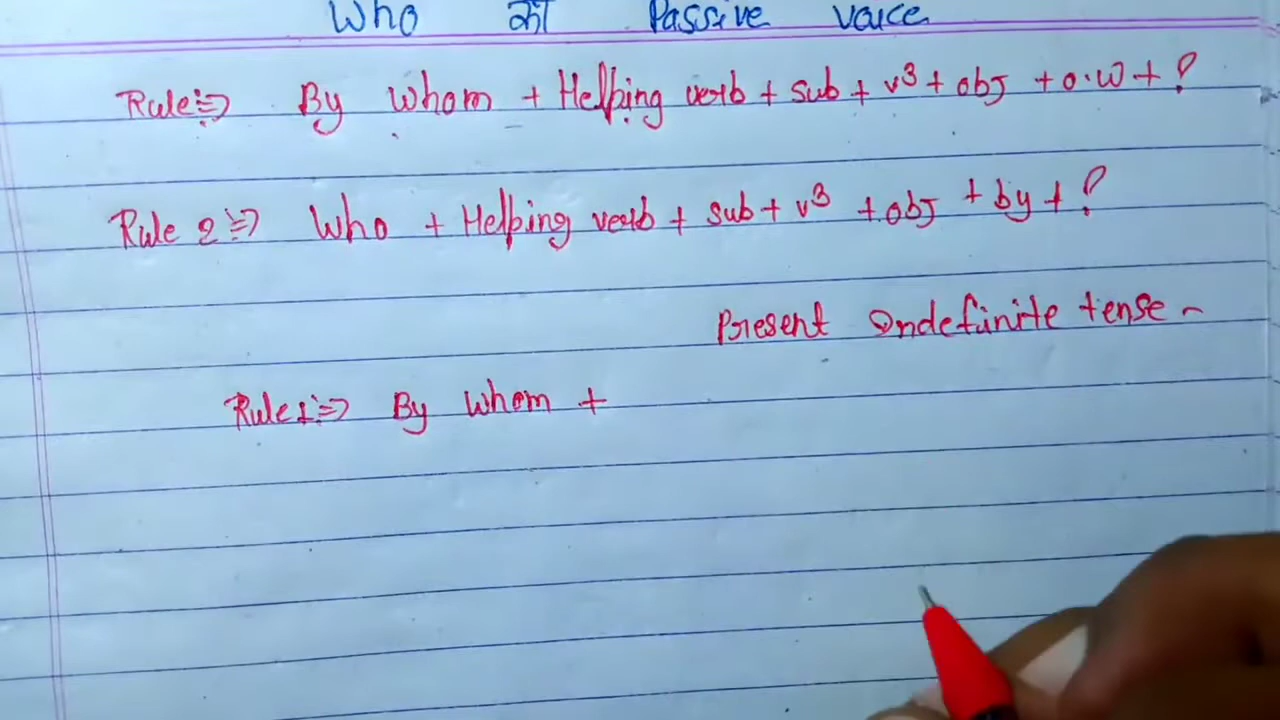 Who का Passive voice
Rule⇒ By whom + Helping verb + sub + v³ + obj + o.w + ?
Rule 2⇒ Who + Helping verb + sub + v³ + obj + by + ?
Present Indefinite tense -
Rule 1⇒ By whom +